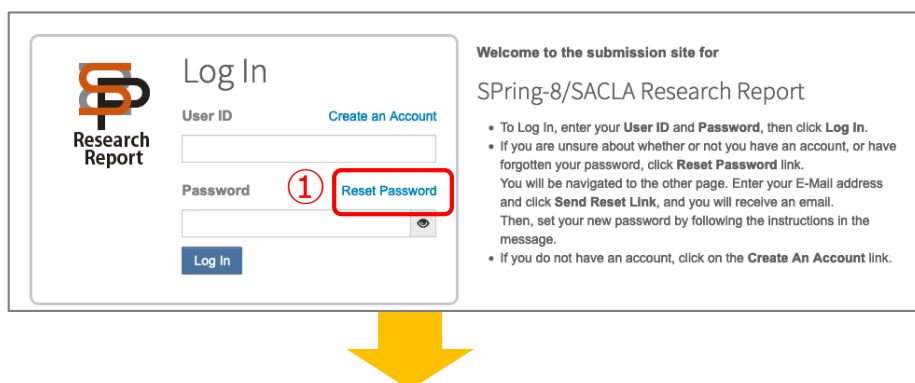 Research
Report
Log In
User ID Create an Account
Password ① Reset Password
Log In
Welcome to the submission site for
SPring-8/SACLA Research Report
• To Log In, enter your User ID and Password, then click Log In.
• If you are unsure about whether or not you have an account, or have
forgotten your password, click Reset Password link.
You will be navigated to the other page. Enter your E-Mail address
and click Send Reset Link, and you will receive an email.
Then, set your new password by following the instructions in the
message.
• If you do not have an account, click on the Create An Account link.